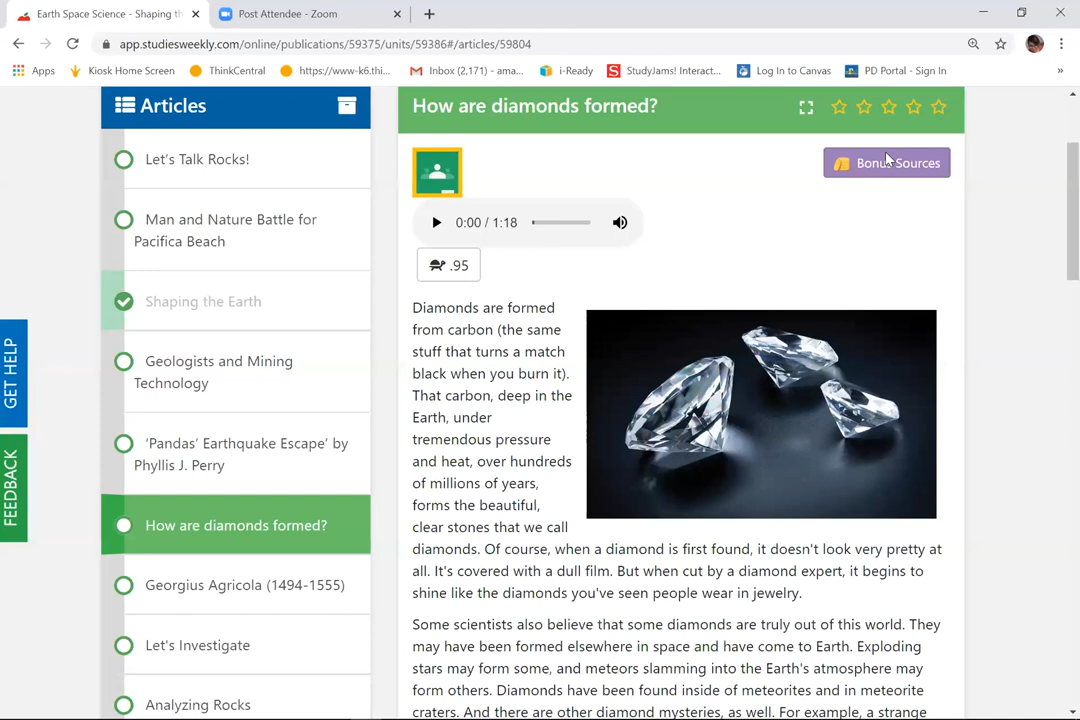 Earth Space Science - Shaping th
Post Attendee - Zoom
app.studiesweekly.com/online/publications/59375/units/59386#/articles/59804
Apps
Kiosk Home Screen
ThinkCentral
https://www-k6.thi...
Inbox (2,171) - ama...
i-Ready
StudyJams! Interact...
Log In to Canvas
PD Portal - Sign In
»
Articles
Let's Talk Rocks!
Man and Nature Battle for
Pacifica Beach
Shaping the Earth
Geologists and Mining
Technology
'Pandas' Earthquake Escape' by
Phyllis J. Perry
How are diamonds formed?
Georgius Agricola (1494-1555)
Let's Investigate
Analyzing Rocks
GET HELP
FEEDBACK
How are diamonds formed?
Bonus Sources
0:00 / 1:18
.95
Diamonds are formed
from carbon (the same
stuff that turns a match
black when you burn it).
That carbon, deep in the
Earth, under
tremendous pressure
and heat, over hundreds
of millions of years,
forms the beautiful,
clear stones that we call
diamonds. Of course, when a diamond is first found, it doesn't look very pretty at
all. It's covered with a dull film. But when cut by a diamond expert, it begins to
shine like the diamonds you've seen people wear in jewelry.
Some scientists also believe that some diamonds are truly out of this world. They
may have been formed elsewhere in space and have come to Earth. Exploding
stars may form some, and meteors slamming into the Earth's atmosphere may
form others. Diamonds have been found inside of meteorites and in meteorite
craters. And there are other diamond mysteries, as well. For example, a strange